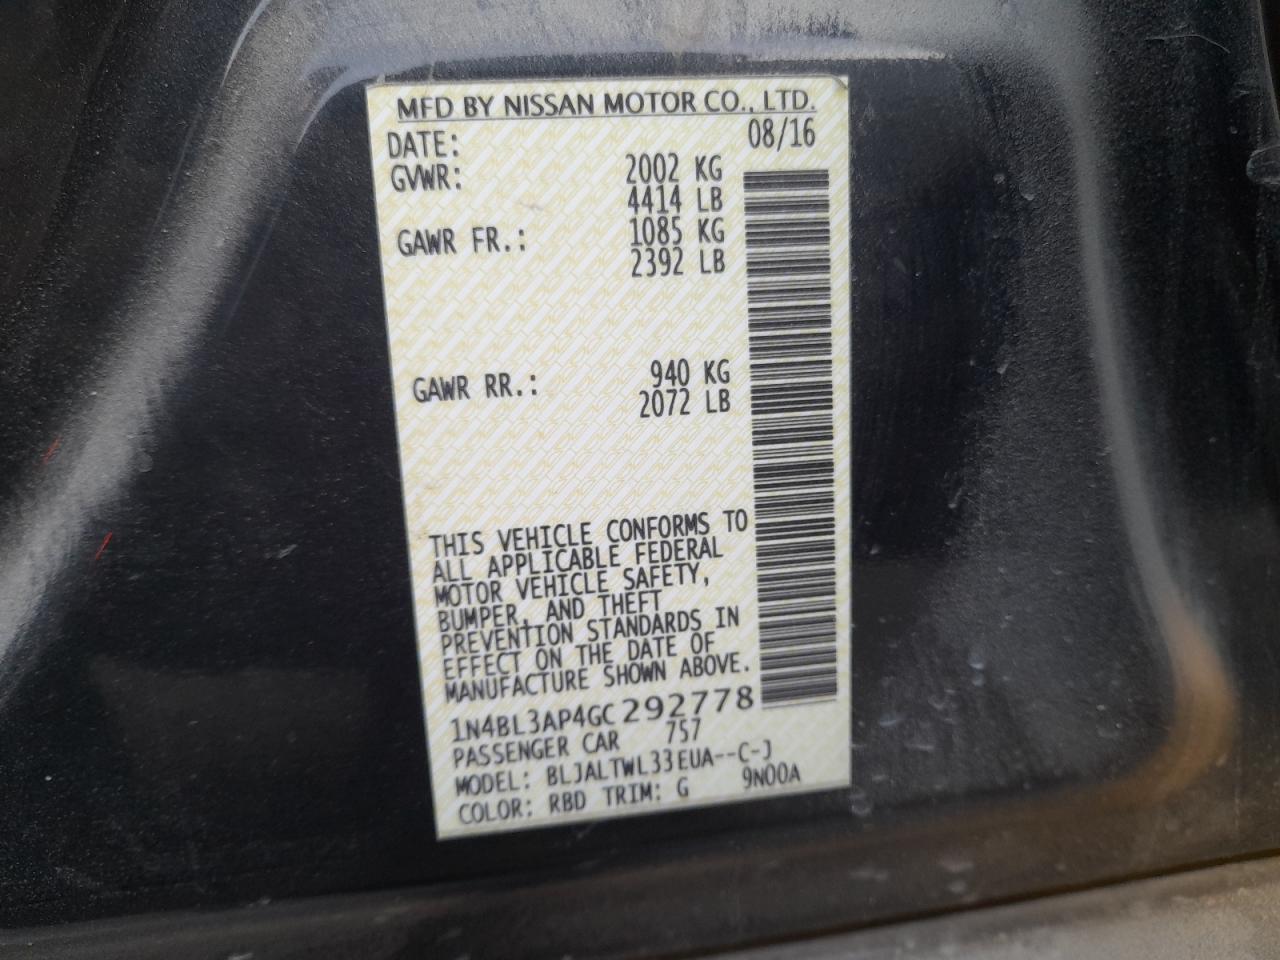 MFD BY NISSAN MOTOR CO., LTD.
DATE: 08/16
GVWR: 2002 KG
4414 LB
GAWR FR.: 1085 KG
2392 LB
GAWR RR.: 940 KG
2072 LB
THIS VEHICLE CONFORMS TO
ALL APPLICABLE FEDERAL
MOTOR VEHICLE SAFETY,
BUMPER, AND THEFT
PREVENTION STANDARDS IN
EFFECT ON THE DATE OF
MANUFACTURE SHOWN ABOVE.
1N4BL3AP4GC292778
PASSENGER CAR 757
MODEL: BLJALTWL33EUA--C-J
COLOR: RBD TRIM: G 9N00A